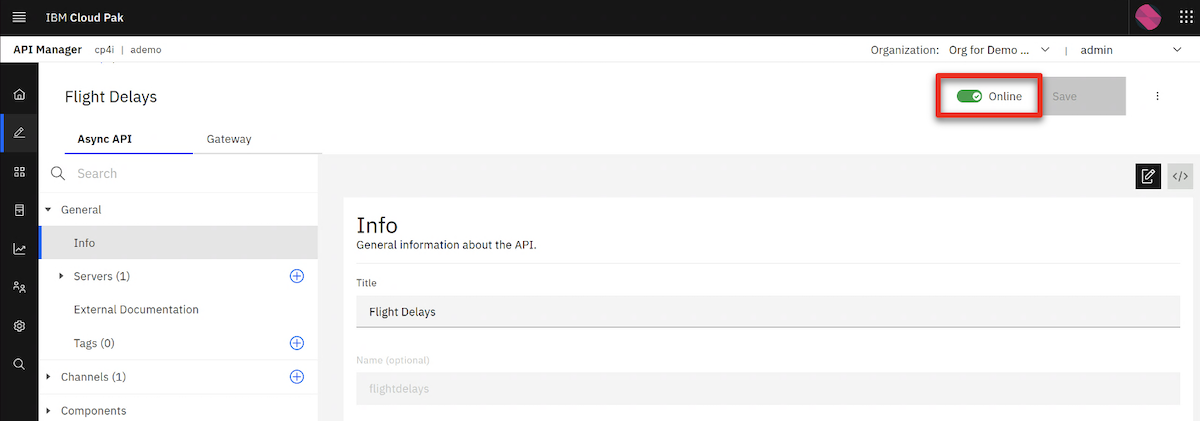 IBM Cloud Pak
API Manager cp4i | ademo Organization: Org for Demo ... | admin
Flight Delays Online Save
Async API Gateway
Search
General
Info
Servers (1)
External Documentation
Tags (0)
Channels (1)
Components
</>
Info
General information about the API.
Title
Flight Delays
Name (optional)
flightdelays